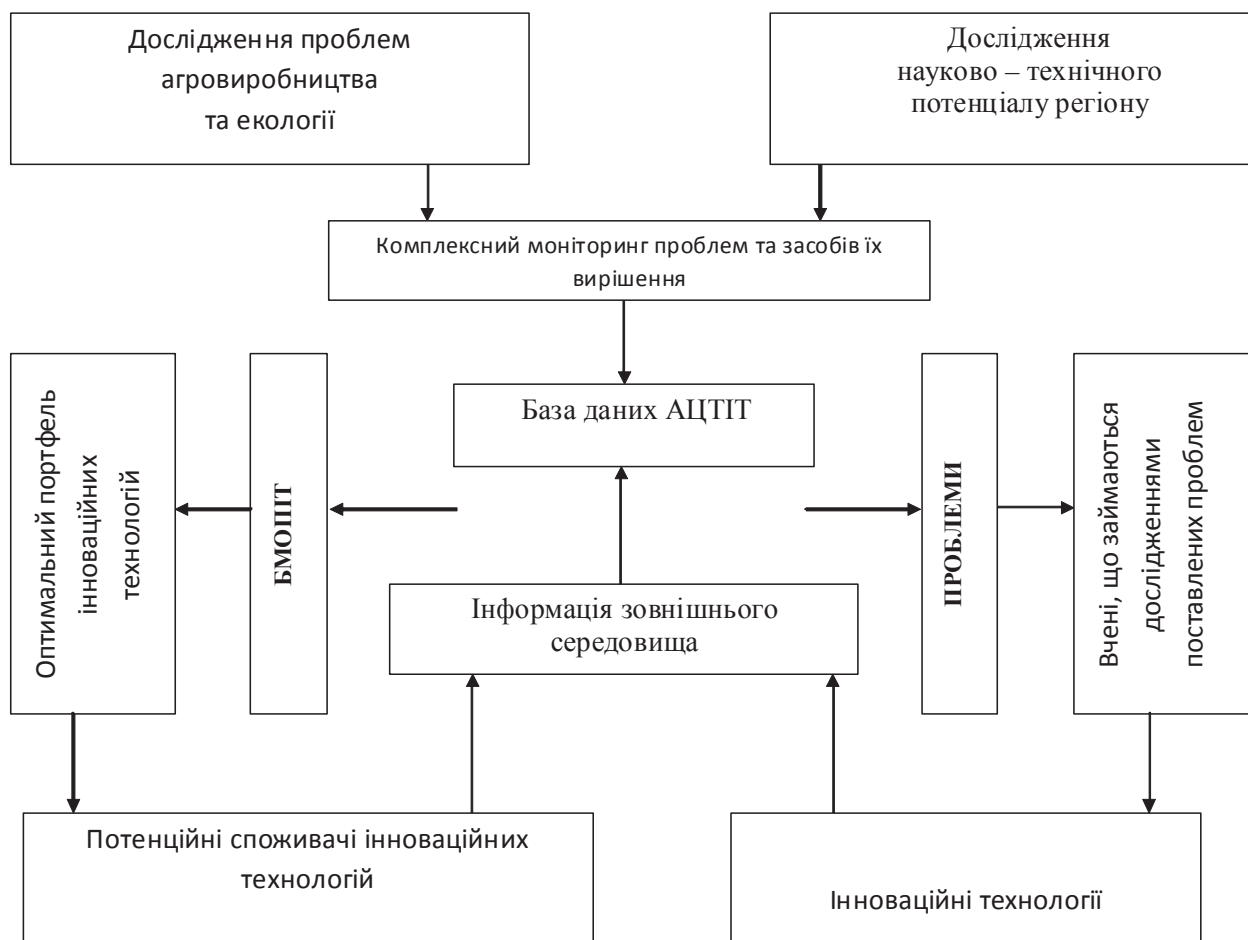 Дослідження проблем
агровиробництва
та екології
Дослідження
науково – технічного
потенціалу регіону
Комплексний моніторинг проблем та засобів їх
вирішення
Оптимальний портфель
інноваційних
технологій
БМОПІТ
База даних АЦТІТ
ПРОБЛЕМИ
Вчені, що займаються
дослідженнями
поставлених проблем
Інформація зовнішнього
середовища
Потенційні споживачі інноваційних
технологій
Інноваційні технології